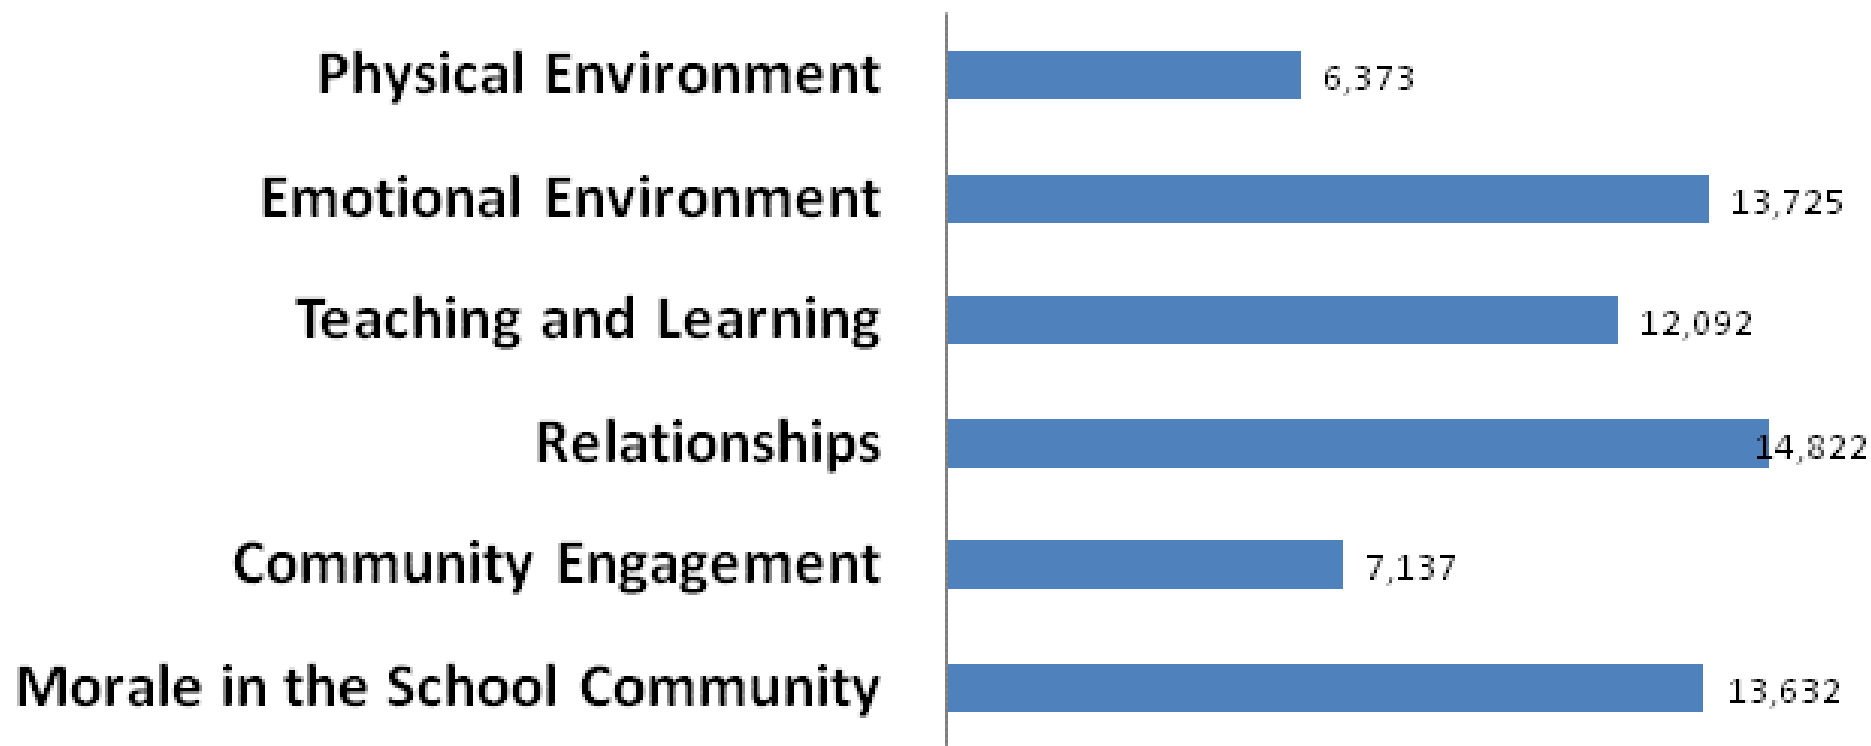 Physical Environment 6,373
Emotional Environment 13,725
Teaching and Learning 12,092
Relationships 14,822
Community Engagement 7,137
Morale in the School Community 13,632